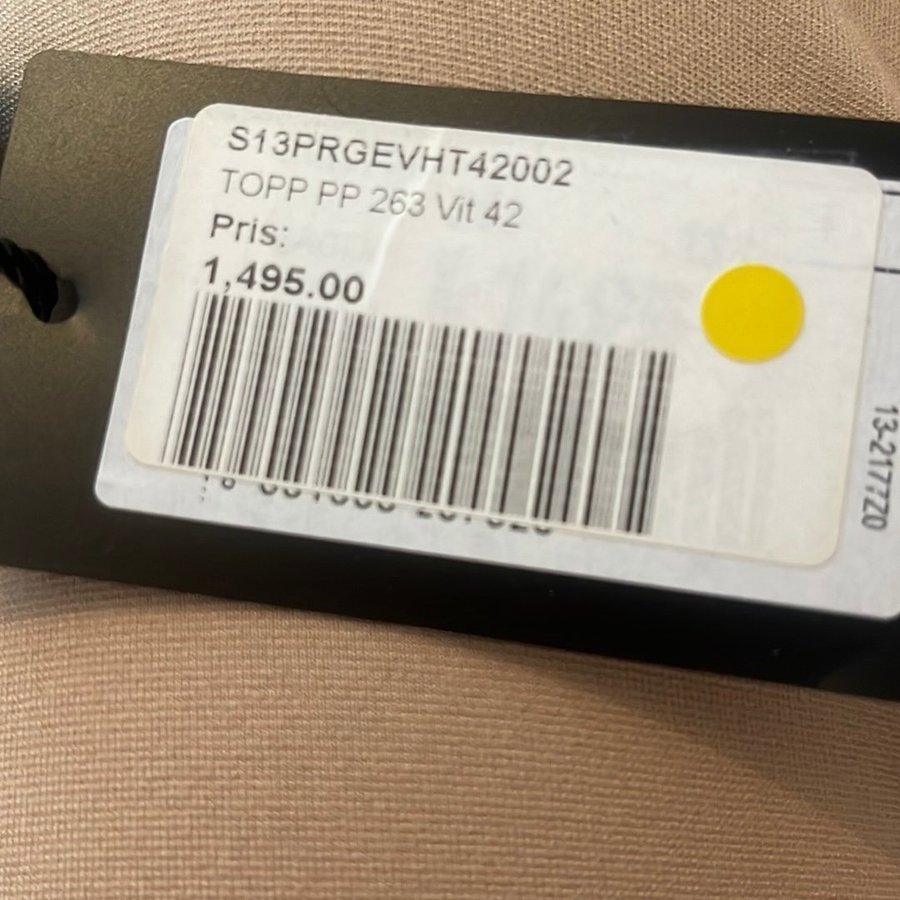 S13PRGEVHT42002
TOPP PP 263 Vit 42
Pris:
1,495.00
13-217720